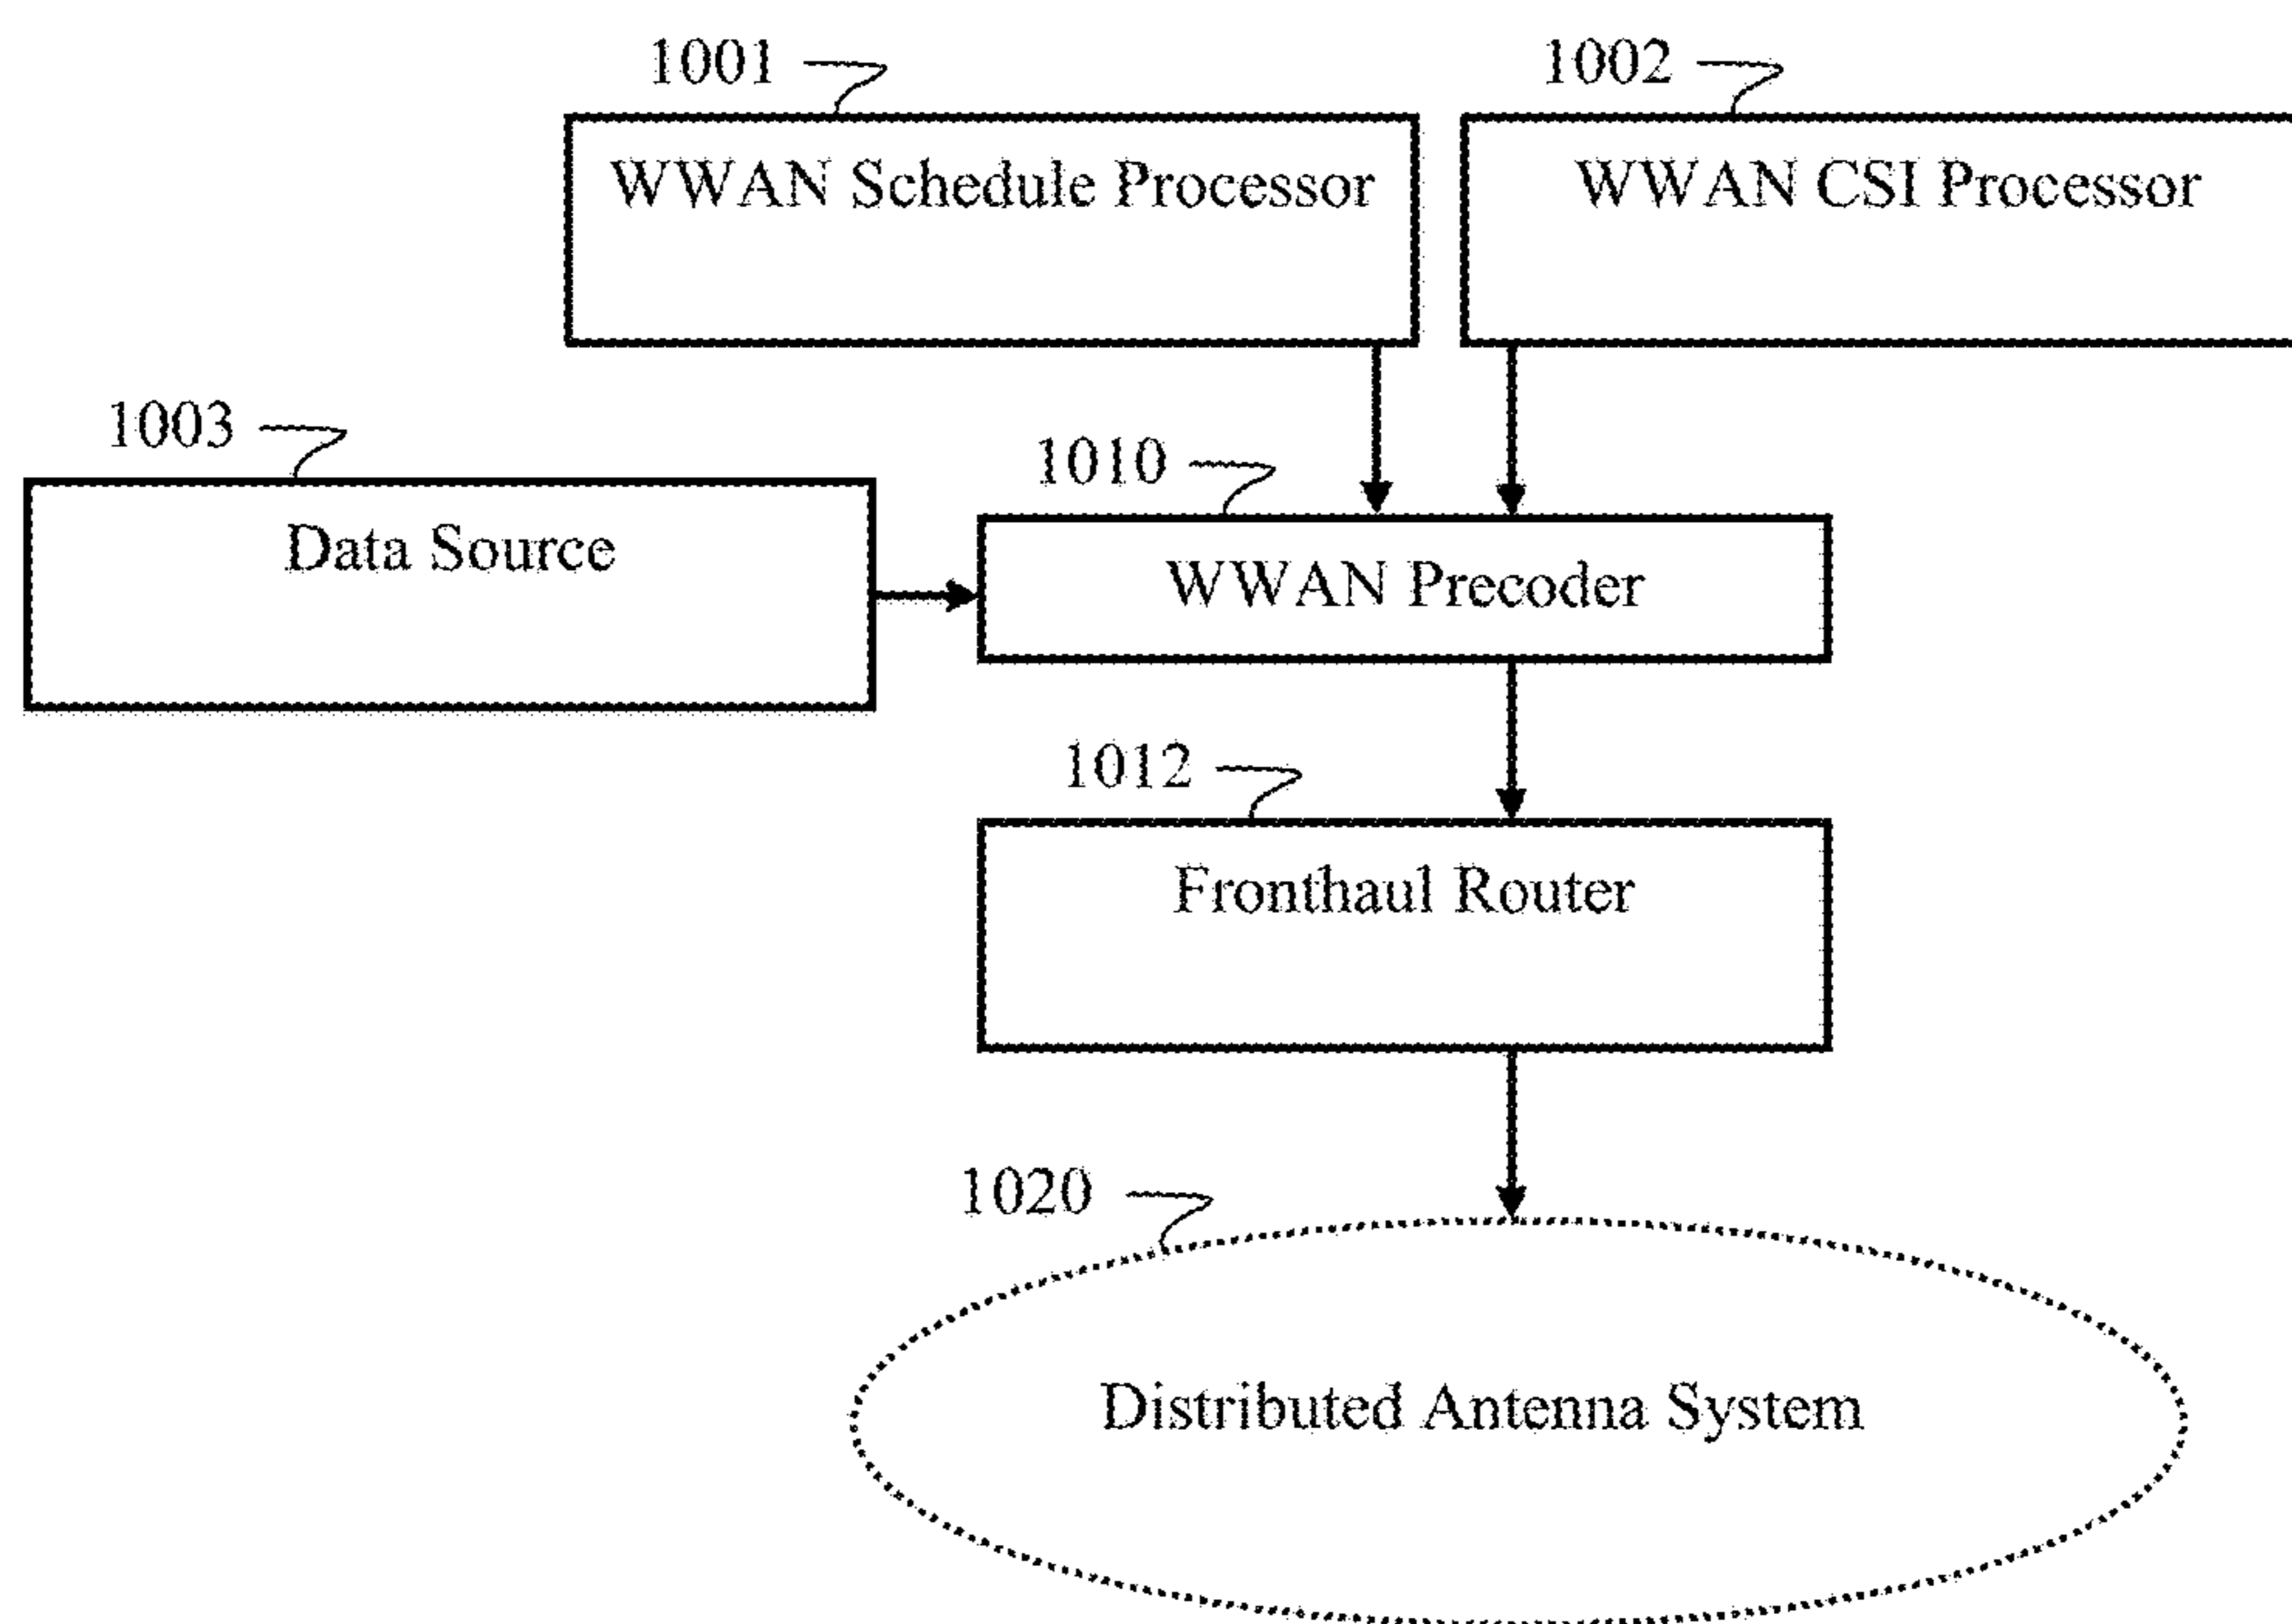 1001
1002
WWAN Schedule Processor
WWAN CSI Processor
1003
1010
Data Source
WWAN Precoder
1012
Fronthaul Router
1020
Distributed Antenna System